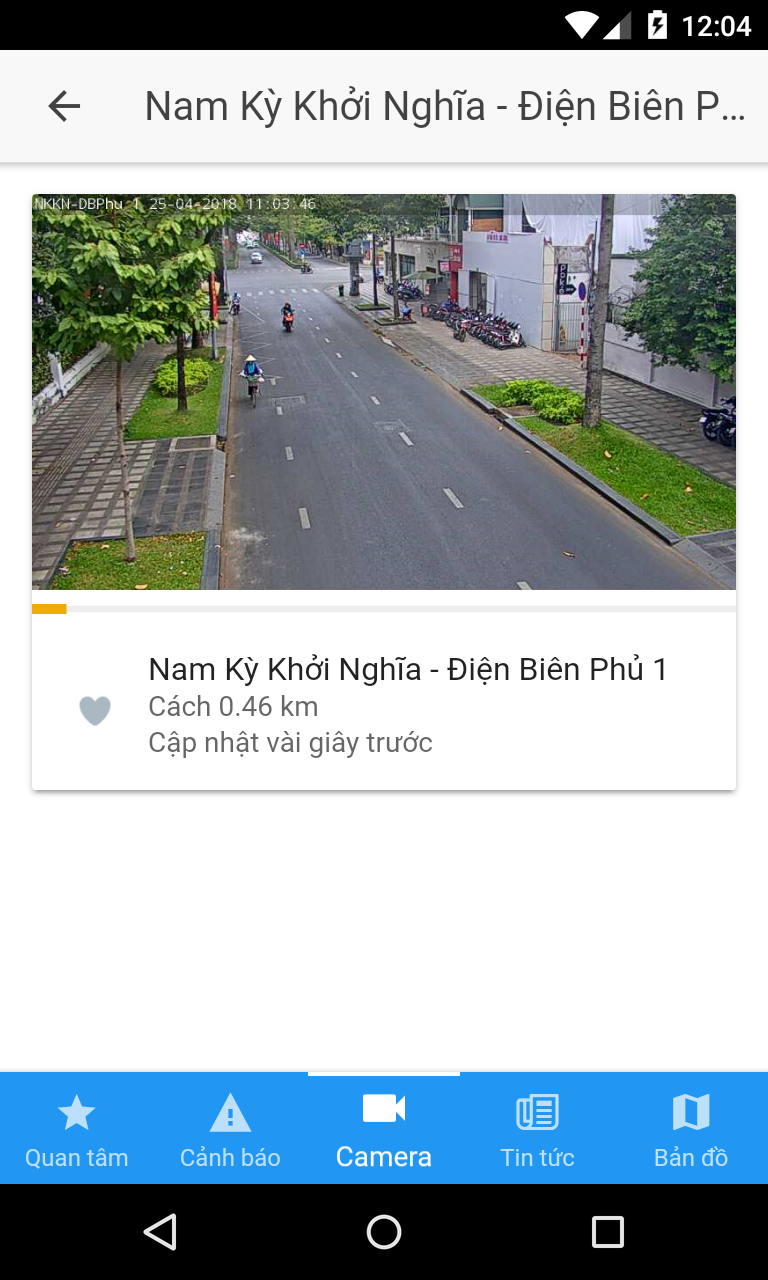 12:04
Nam Kỳ Khởi Nghĩa - Điện Biên P...
NKKN-DBPhu 1 25-04-2018 11:03:46
Nam Kỳ Khởi Nghĩa - Điện Biên Phủ 1
Cách 0.46 km
Cập nhật vài giây trước
Quan tâm
Cảnh báo
Camera
Tin tức
Bản đồ